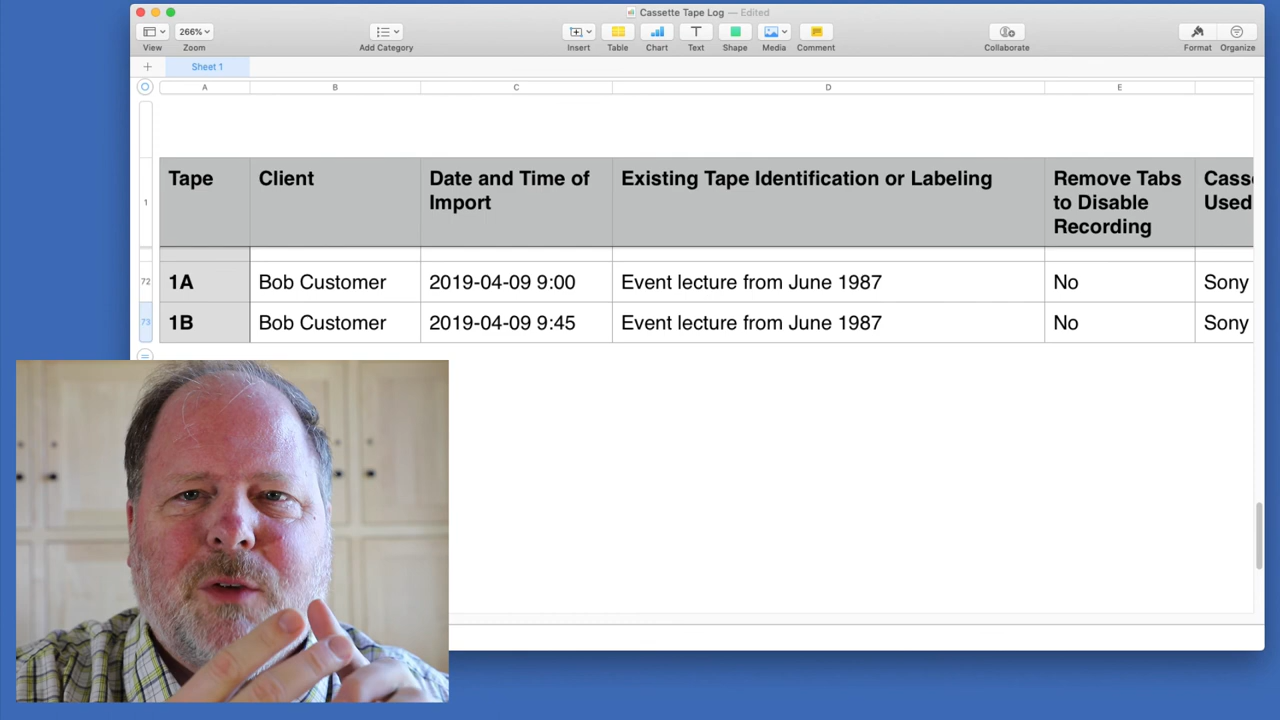 Cassette Tape Log — Edited
266%
View Zoom Add Category Insert Table Chart Text Shape Media Comment Collaborate Format Organize
Sheet 1
A B C D E
Tape Client Date and Time of Import Existing Tape Identification or Labeling Remove Tabs to Disable Recording Used
1
72 1A Bob Customer 2019-04-09 9:00 Event lecture from June 1987 No Sony
73 1B Bob Customer 2019-04-09 9:45 Event lecture from June 1987 No Sony